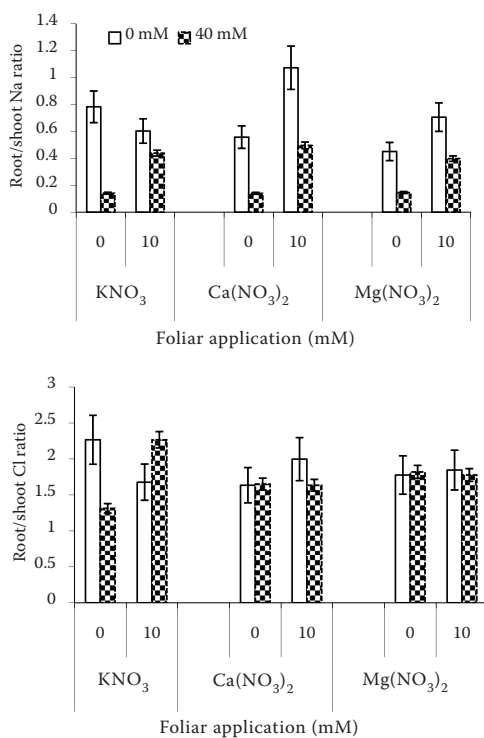 Root/shoot Na ratio
0 mM 40 mM
1.4
1.2
1
0.8
0.6
0.4
0.2
0
0 10 0 10 0 10
KNO3 Ca(NO3)2 Mg(NO3)2
Foliar application (mM)
Root/shoot Cl ratio
3
2.5
2
1.5
1
0.5
0
0 10 0 10 0 10
KNO3 Ca(NO3)2 Mg(NO3)2
Foliar application (mM)